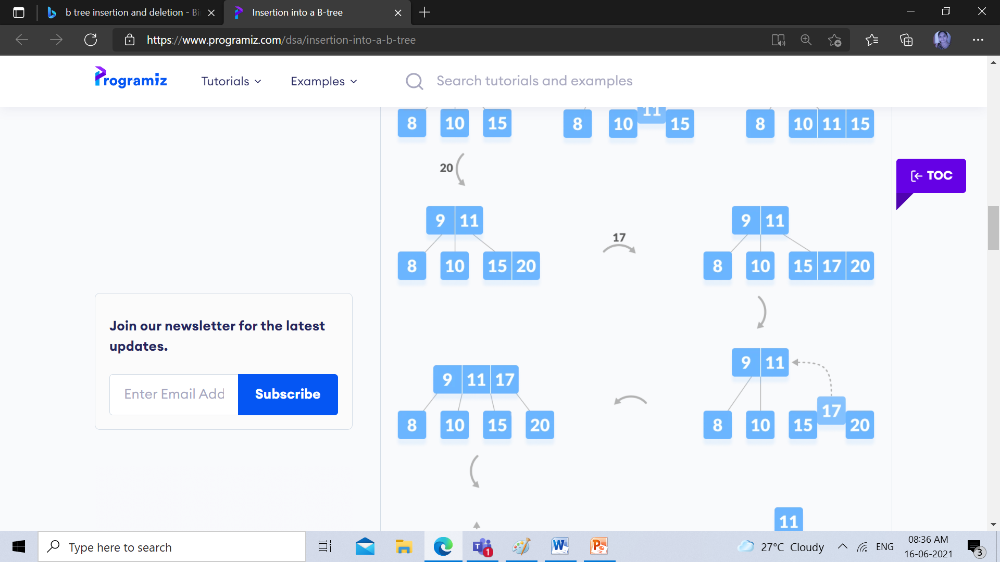 b tree insertion and deletion - Bi
Insertion into a B-tree
https://www.programiz.com/dsa/insertion-into-a-b-tree
Programiz
Tutorials
Examples
Search tutorials and examples
8 10 15
8 10 11 15
8 10 11 15
20
TOC
9 11
8 10 15 20
17
9 11
8 10 15 17 20
9 11
17
8 10 15 20
9 11 17
8 10 15 20
11
Join our newsletter for the latest
updates.
Enter Email Add
Subscribe
Type here to search
1
27°C Cloudy
ENG
08:36 AM
16-06-2021
3